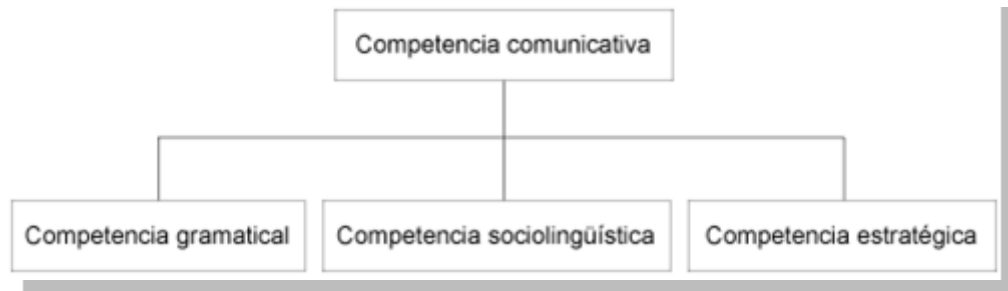 Competencia comunicativa
Competencia gramatical
Competencia sociolingüística
Competencia estratégica